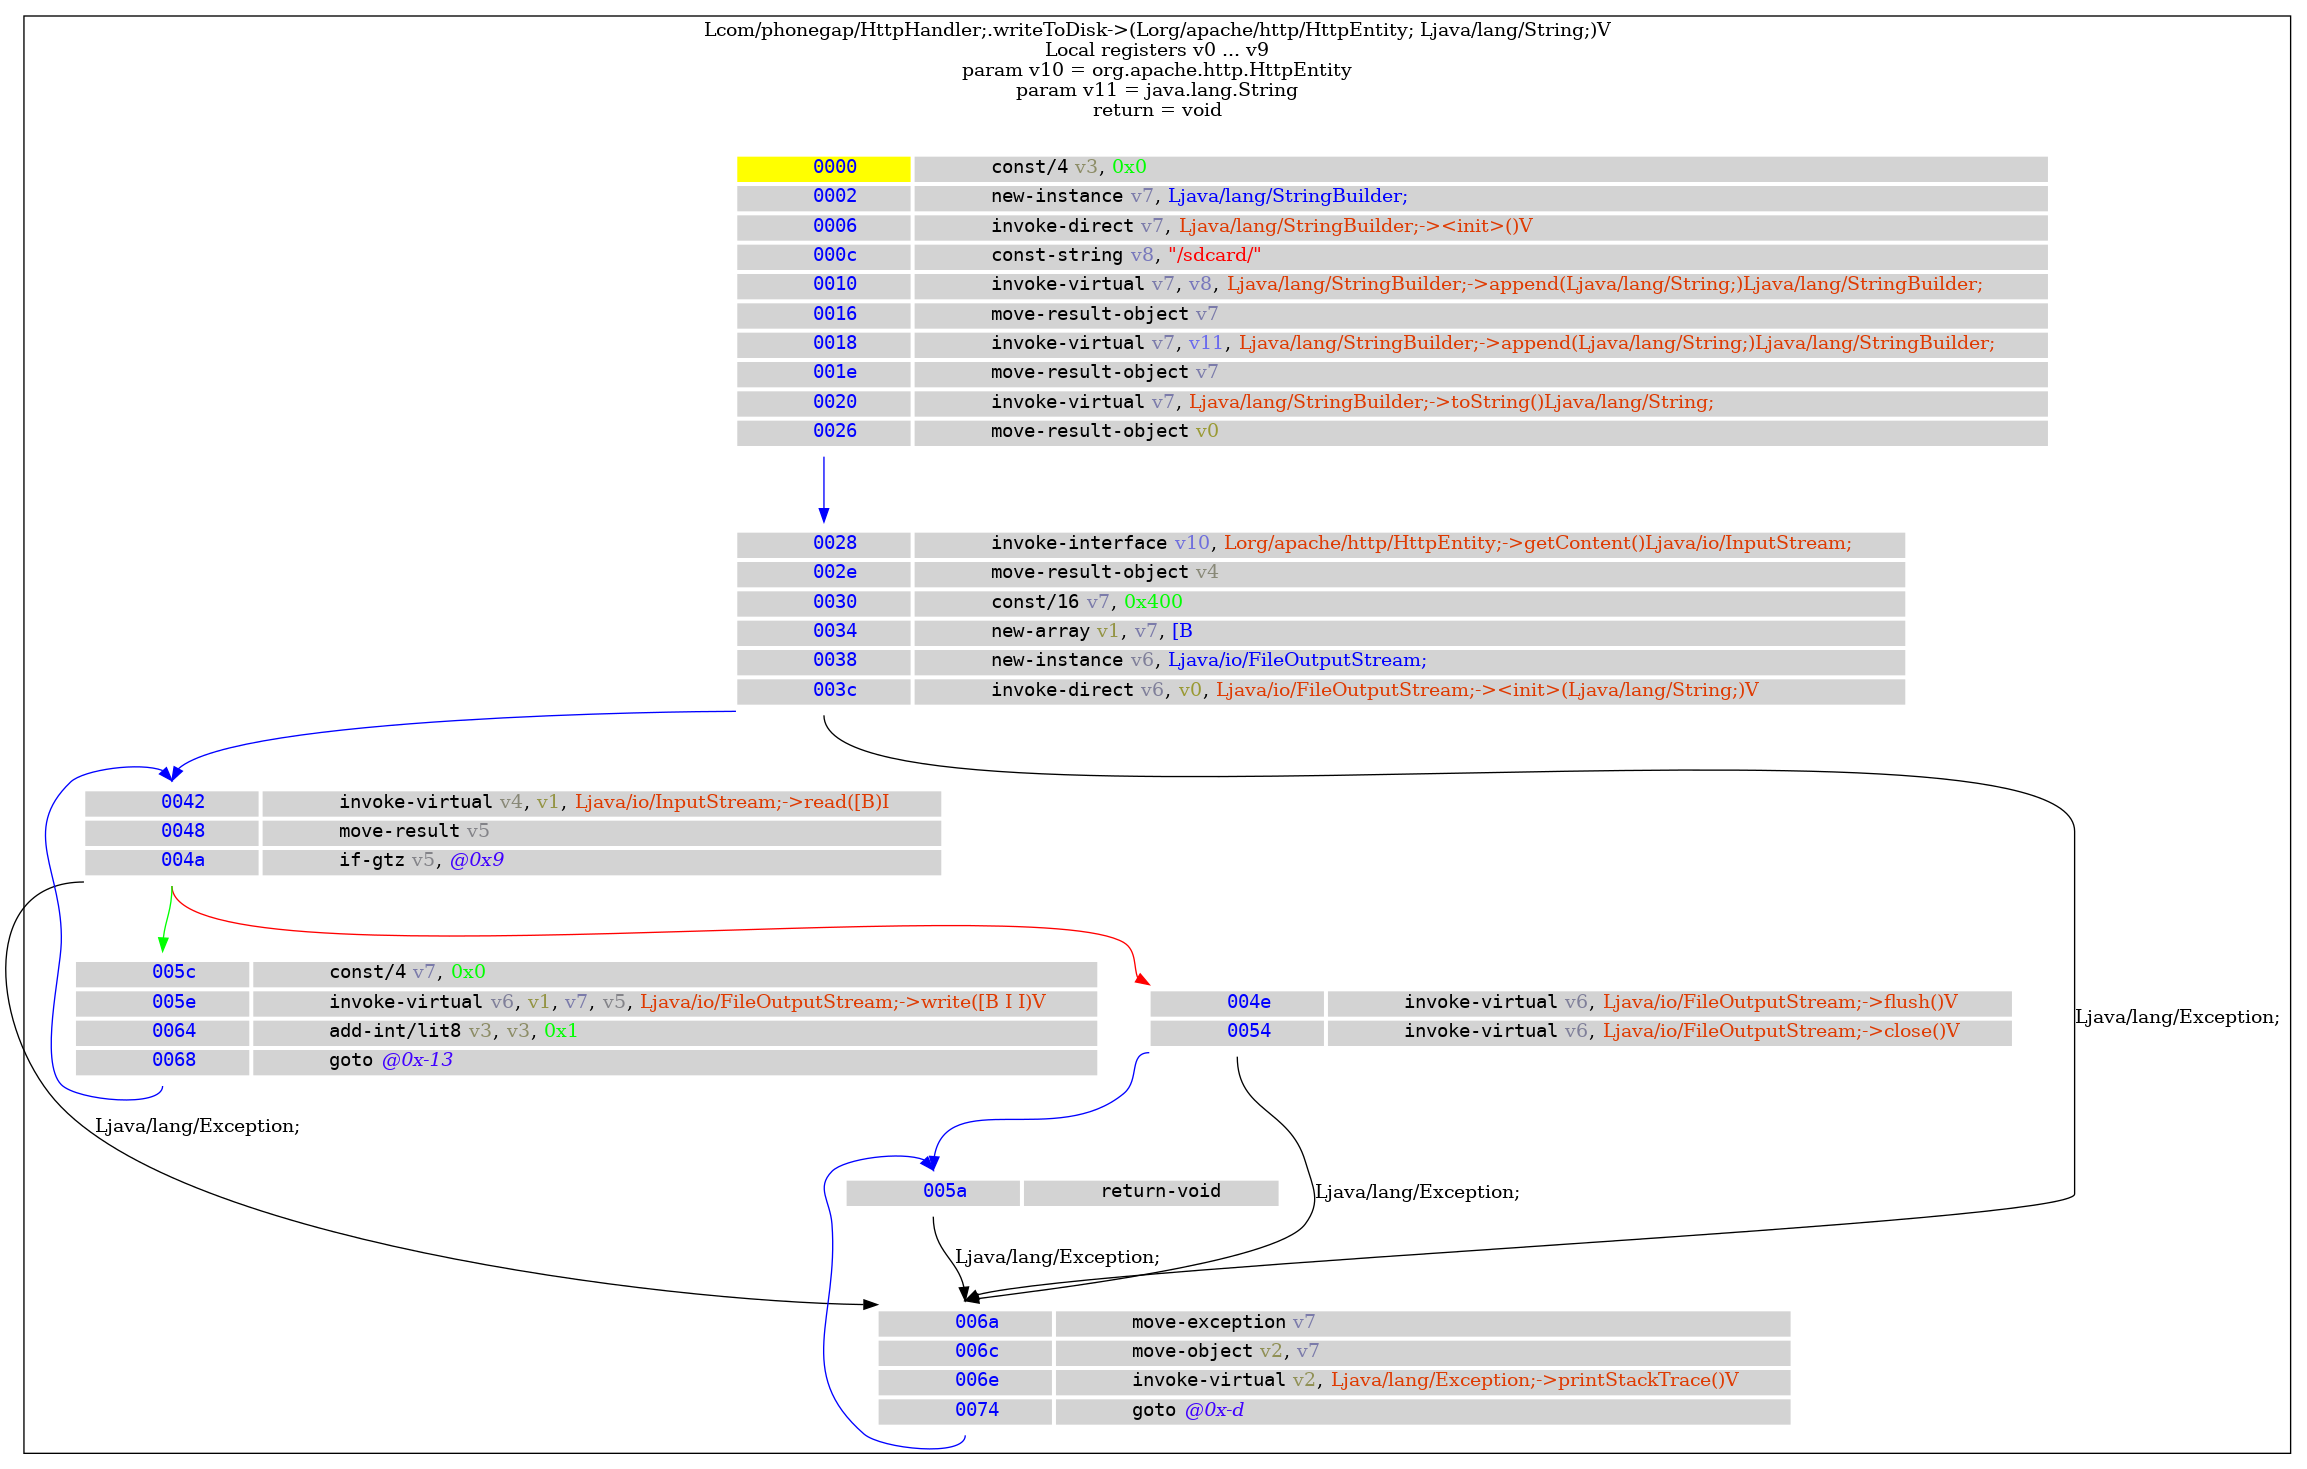 Lcom/phonegap/HttpHandler;.writeToDisk->(Lorg/apache/http/HttpEntity; Ljava/lang/String;)V
Local registers v0 ... v9
param v10 = org.apache.http.HttpEntity
param v11 = java.lang.String
return = void
0000 const/4 v3, 0x0
0002 new-instance v7, Ljava/lang/StringBuilder;
0006 invoke-direct v7, Ljava/lang/StringBuilder;-><init>()V
000c const-string v8, "/sdcard/"
0010 invoke-virtual v7, v8, Ljava/lang/StringBuilder;->append(Ljava/lang/String;)Ljava/lang/StringBuilder;
0016 move-result-object v7
0018 invoke-virtual v7, v11, Ljava/lang/StringBuilder;->append(Ljava/lang/String;)Ljava/lang/StringBuilder;
001e move-result-object v7
0020 invoke-virtual v7, Ljava/lang/StringBuilder;->toString()Ljava/lang/String;
0026 move-result-object v0
0028 invoke-interface v10, Lorg/apache/http/HttpEntity;->getContent()Ljava/io/InputStream;
002e move-result-object v4
0030 const/16 v7, 0x400
0034 new-array v1, v7, [B
0038 new-instance v6, Ljava/io/FileOutputStream;
003c invoke-direct v6, v0, Ljava/io/FileOutputStream;-><init>(Ljava/lang/String;)V
0042 invoke-virtual v4, v1, Ljava/io/InputStream;->read([B)I
0048 move-result v5
004a if-gtz v5, @0x9
005c const/4 v7, 0x0
005e invoke-virtual v6, v1, v7, v5, Ljava/io/FileOutputStream;->write([B I I)V
0064 add-int/lit8 v3, v3, 0x1
0068 goto @0x-13
004e invoke-virtual v6, Ljava/io/FileOutputStream;->flush()V
0054 invoke-virtual v6, Ljava/io/FileOutputStream;->close()V
Ljava/lang/Exception;
Ljava/lang/Exception;
005a return-void
Ljava/lang/Exception;
Ljava/lang/Exception;
006a move-exception v7
006c move-object v2, v7
006e invoke-virtual v2, Ljava/lang/Exception;->printStackTrace()V
0074 goto @0x-d